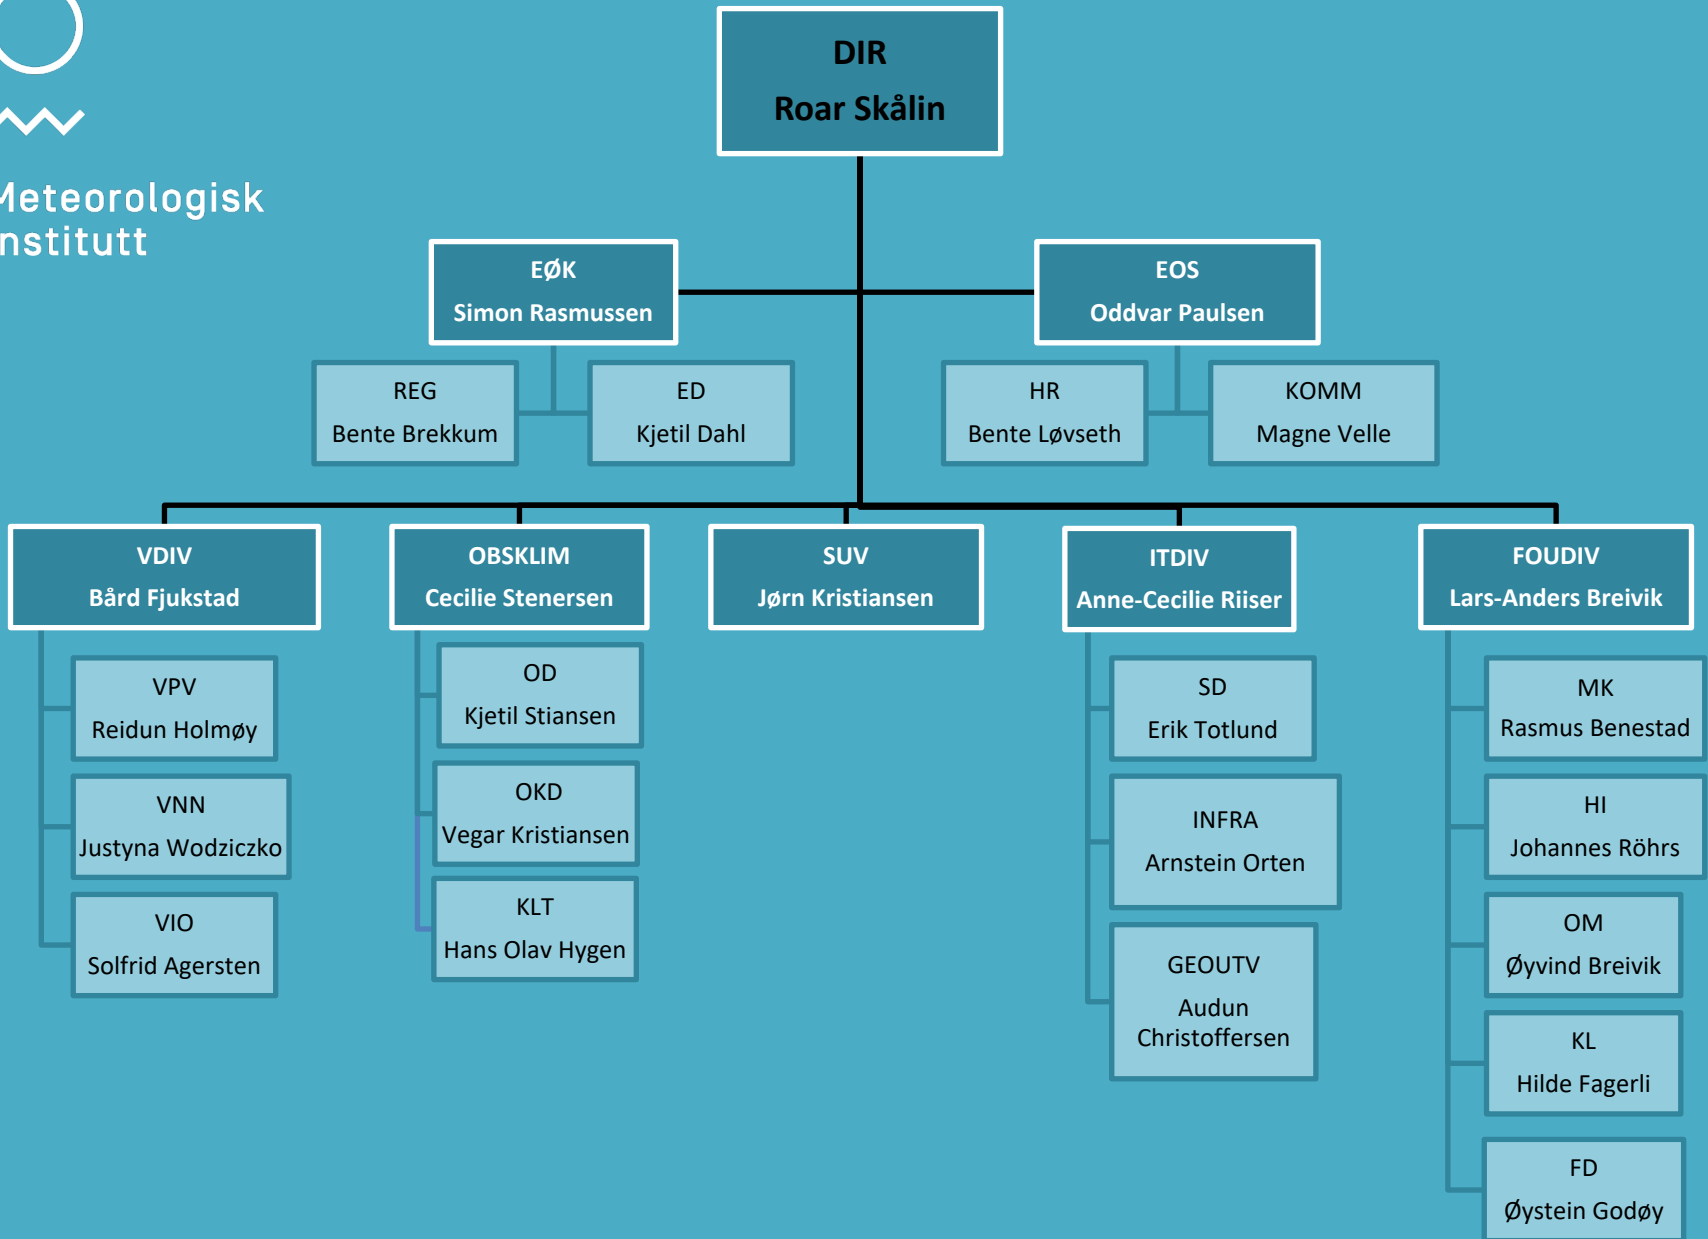 DIR
Roar Skålin
Meteorologisk
institutt
EØK
Simon Rasmussen
EOS
Oddvar Paulsen
REG
Bente Brekkum
ED
Kjetil Dahl
HR
Bente Løvseth
KOMM
Magne Velle
VDIV
Bård Fjukstad
OBSKLIM
Cecilie Stenersen
SUV
Jørn Kristiansen
ITDIV
Anne-Cecilie Riiser
FOUDIV
Lars-Anders Breivik
VPV
Reidun Holmøy
VNN
Justyna Wodziczko
VIO
Solfrid Agersten
OD
Kjetil Stiansen
OKD
Vegar Kristiansen
KLT
Hans Olav Hygen
SD
Erik Totlund
INFRA
Arnstein Orten
GEOUTV
Audun
Christoffersen
MK
Rasmus Benestad
HI
Johannes Röhrs
OM
Øyvind Breivik
KL
Hilde Fagerli
FD
Øystein Godøy